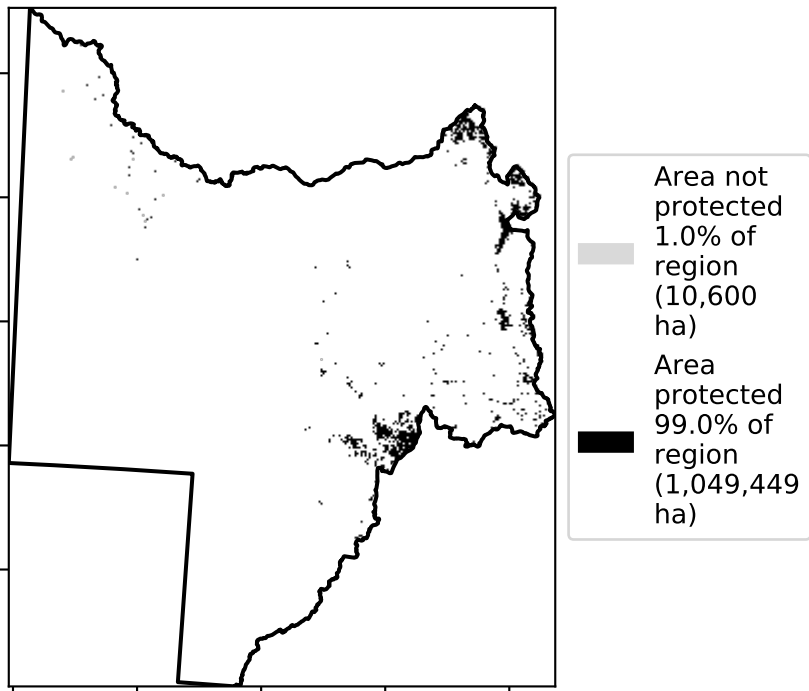 Area not
protected
1.0% of
region
(10,600
ha)
Area
protected
99.0% of
region
(1,049,449
ha)